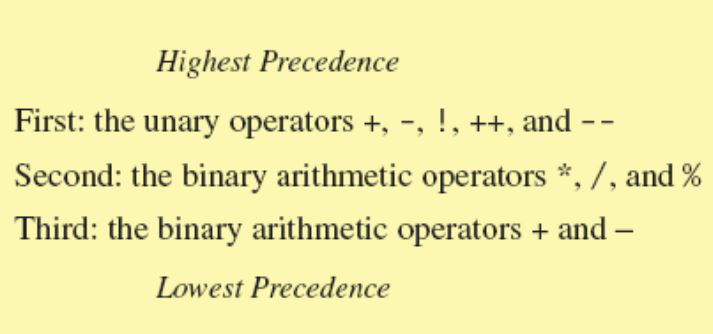 Highest Precedence
First: the unary operators +, -, !, ++, and --
Second: the binary arithmetic operators *, /, and %
Third: the binary arithmetic operators + and –
Lowest Precedence